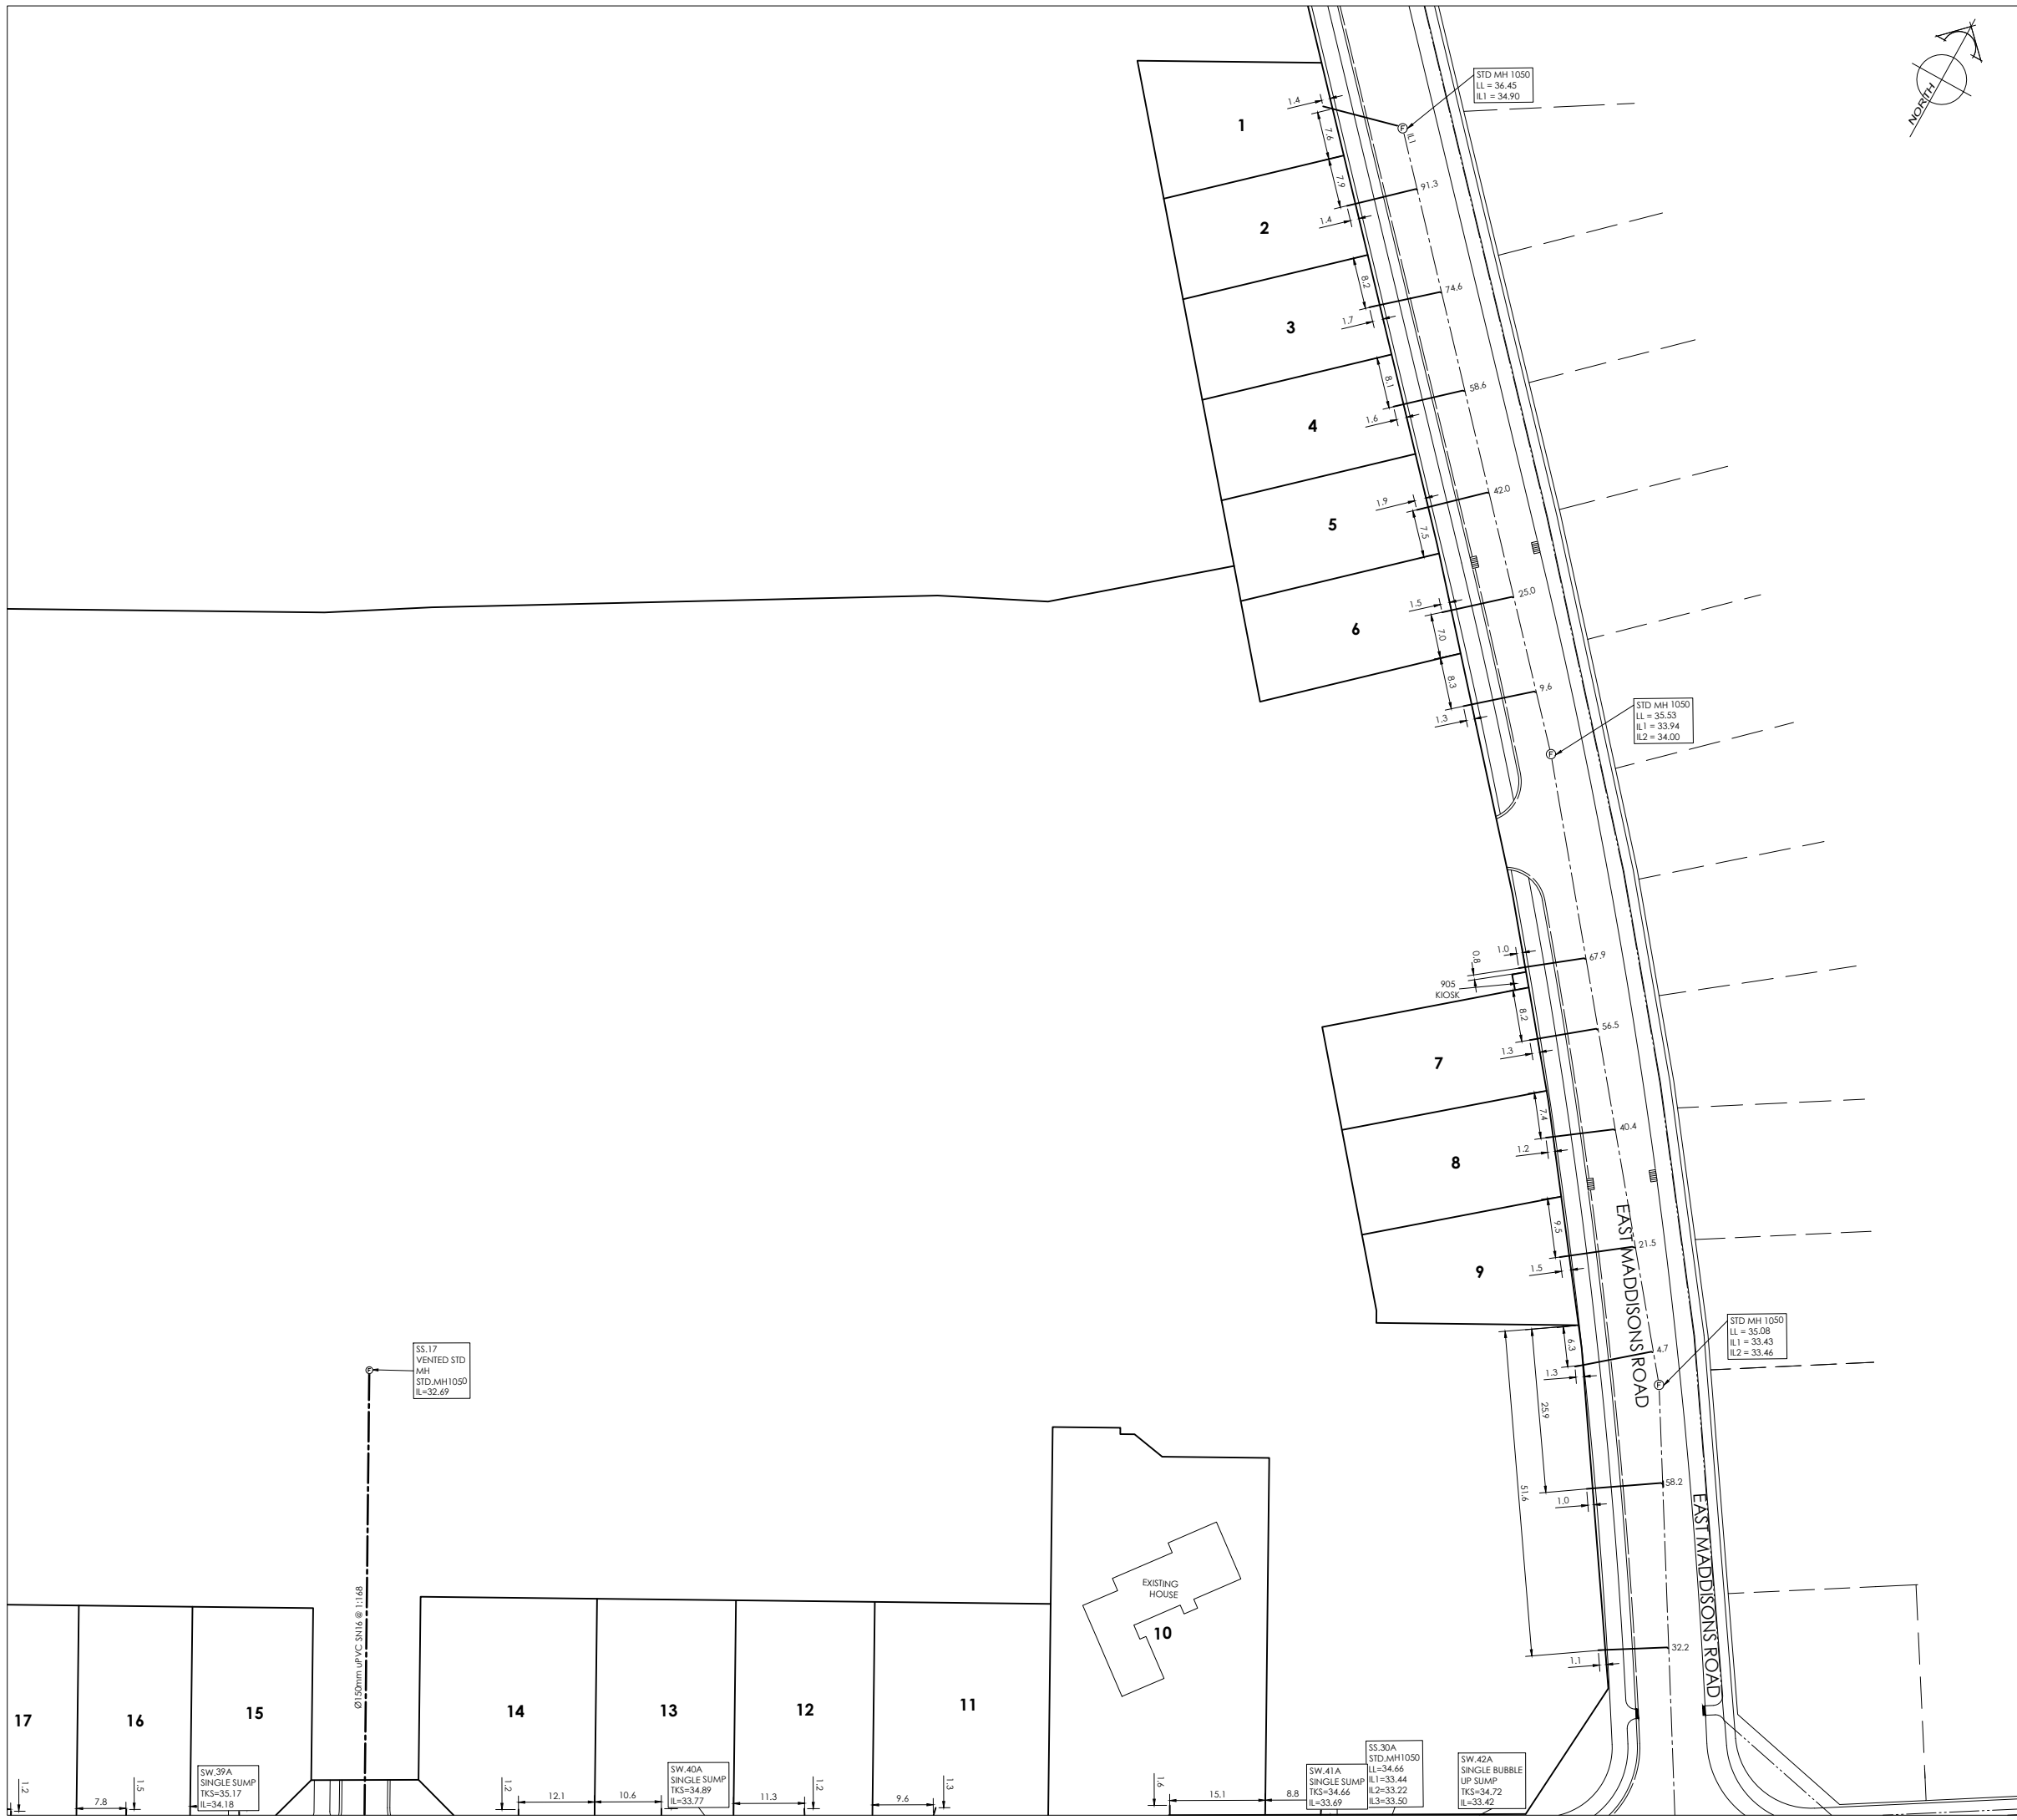 NORTH
STD MH 1050
LL = 36.45
IL1 = 34.90
IL1
1.4
7.6
1
7.9
91.3
1.4
2
8.2
74.6
1.7
3
8.1
58.6
1.6
4
1.9
42.0
7.5
5
1.5
25.0
7.0
6
8.3
9.6
1.3
STD MH 1050
LL = 35.53
IL1 = 33.94
IL2 = 34.00
1.0
67.9
0.8
905
KIOSK
8.2
56.5
1.3
7
7.4
40.4
1.2
8
9.5
21.5
1.5
9
EAST MADDISONS ROAD
6.3
4.7
1.3
STD MH 1050
LL = 35.08
IL1 = 33.43
IL2 = 33.46
25.9
58.2
1.0
51.6
32.2
1.1
EAST MADDISONS ROAD
SS.17
VENTED STD
MH
STD.MH1050
IL=32.69
Ø150mm uPVC SN16 @ 1:168
EXISTING
HOUSE
10
17
16
15
14
13
12
11
1.2
7.8
1.5
SW.39A
SINGLE SUMP
TKS=35.17
IL=34.18
1.2
12.1
10.6
SW.40A
SINGLE SUMP
TKS=34.89
IL=33.77
11.3
1.2
9.6
1.3
1.6
15.1
8.8
SW.41A
SINGLE SUMP
TKS=34.66
IL=33.69
SS.30A
STD.MH1050
LL=34.66
IL1=33.44
IL2=33.22
IL3=33.50
SW.42A
SINGLE BUBBLE
UP SUMP
TKS=34.72
IL=33.42